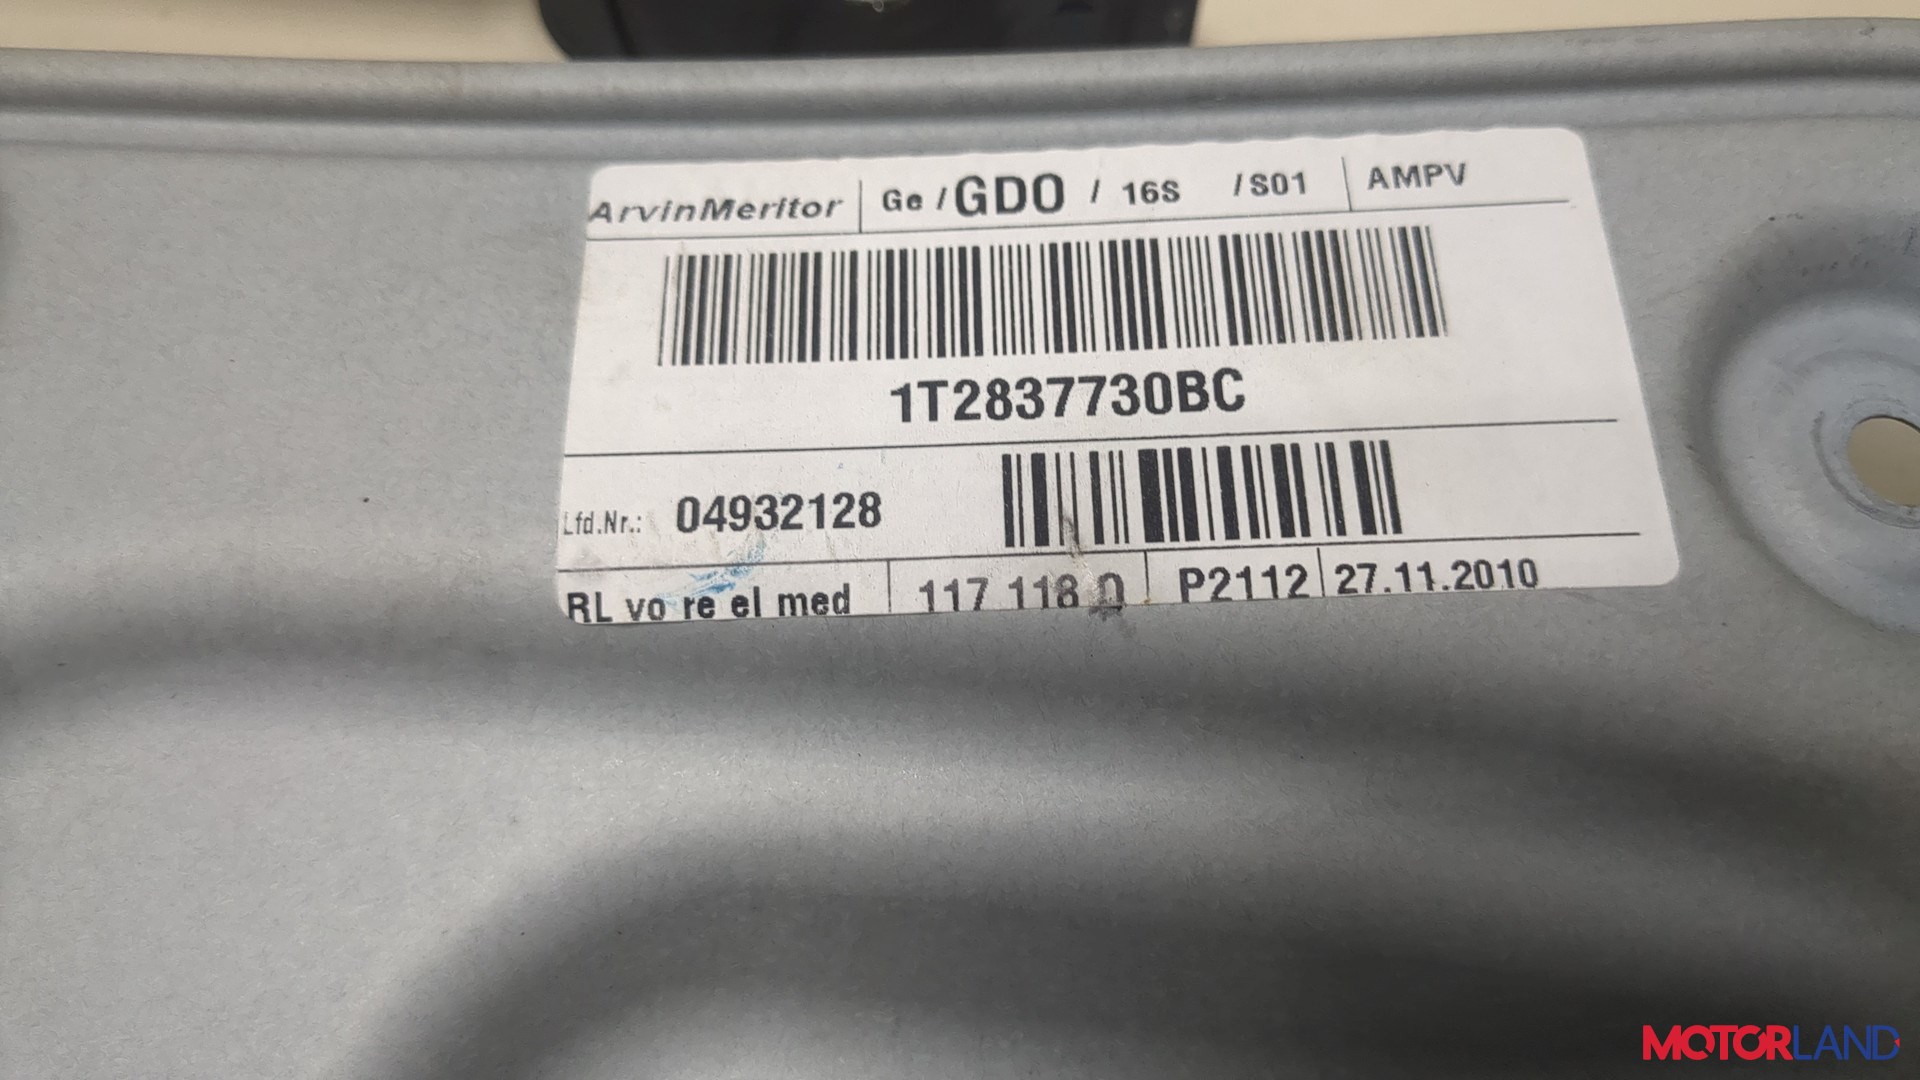 ArvinMeritor Ge / GDO / 16S / S01 AMPV
1T2837730BC
Lfd.Nr.: 04932128
RL vo re el med 117 118 0 P2112 27.11.2010
MOTORLAND